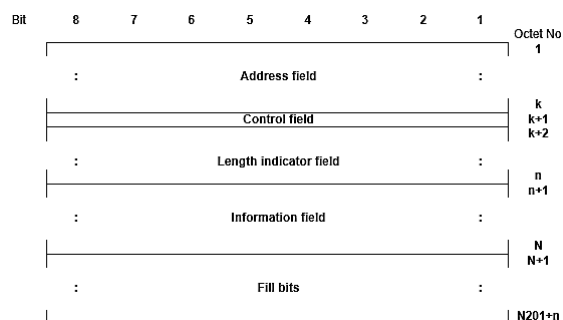 Bit 8 7 6 5 4 3 2 1
Octet No
1
: Address field :
k
Control field k+1
k+2
: Length indicator field :
n
n+1
: Information field :
N
N+1
: Fill bits :
N201+n